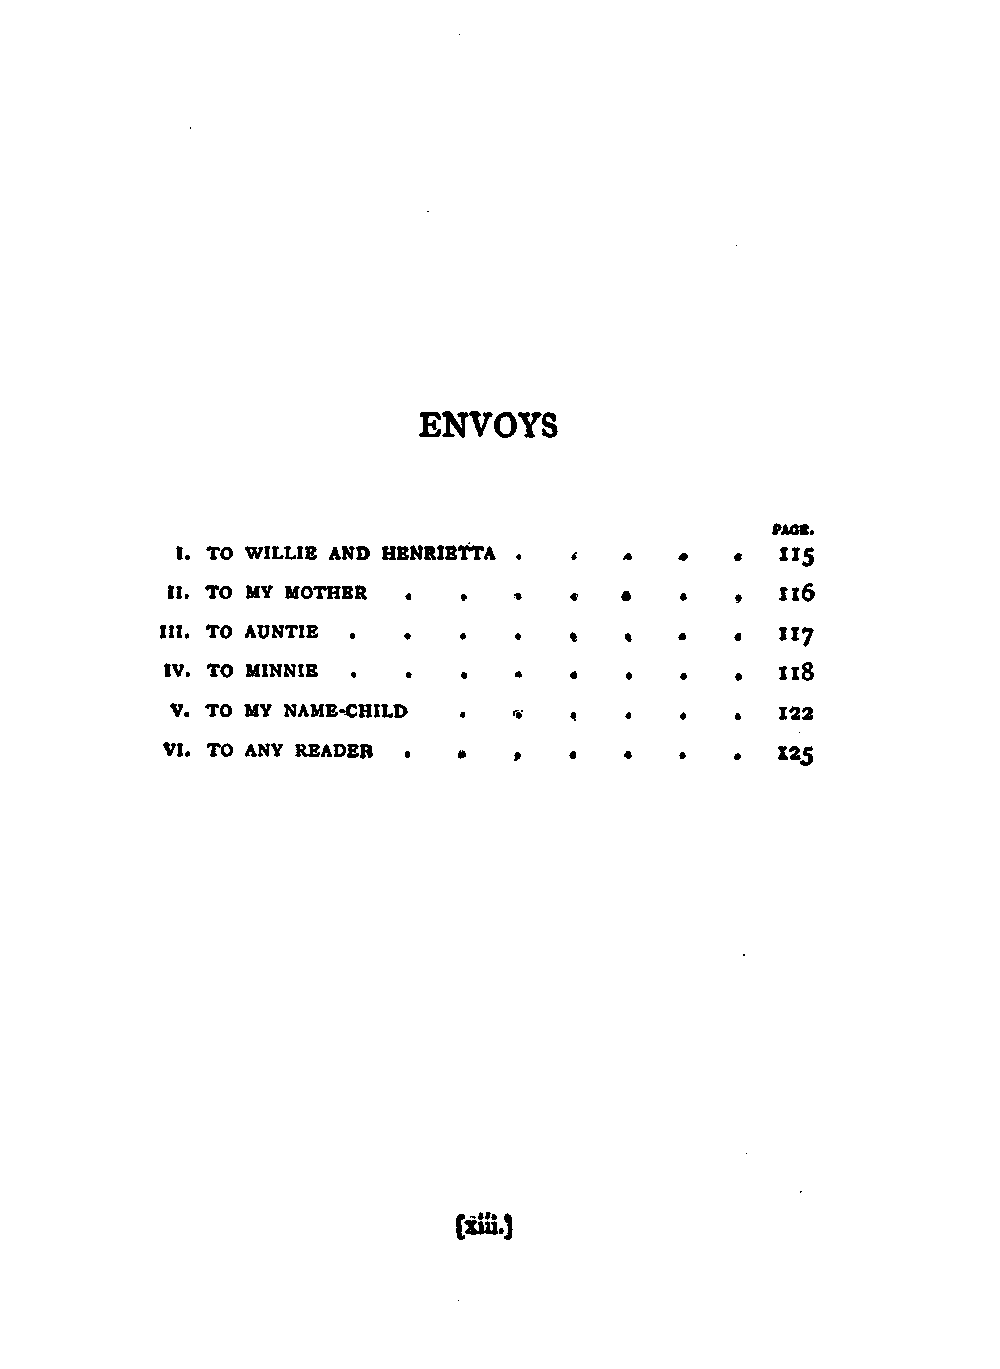 ENVOYS
PAGE.
I. TO WILLIE AND HENRIETTA . . . . . 115
II. TO MY MOTHER . . . . . . . 116
III. TO AUNTIE . . . . . . . . 117
IV. TO MINNIE . . . . . . . . 118
V. TO MY NAME-CHILD . . . . . . 122
VI. TO ANY READER . . . . . . . 125
[xiii.]